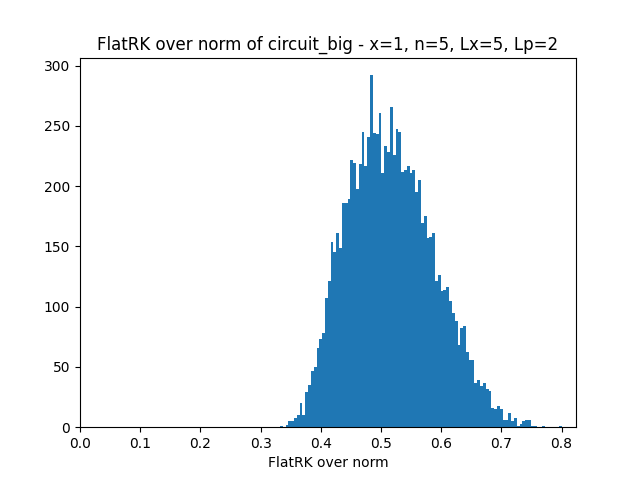 FlatRK over norm of circuit_big - x=1, n=5, Lx=5, Lp=2
300
250
200
150
100
50
0
0.0 0.1 0.2 0.3 0.4 0.5 0.6 0.7 0.8
FlatRK over norm